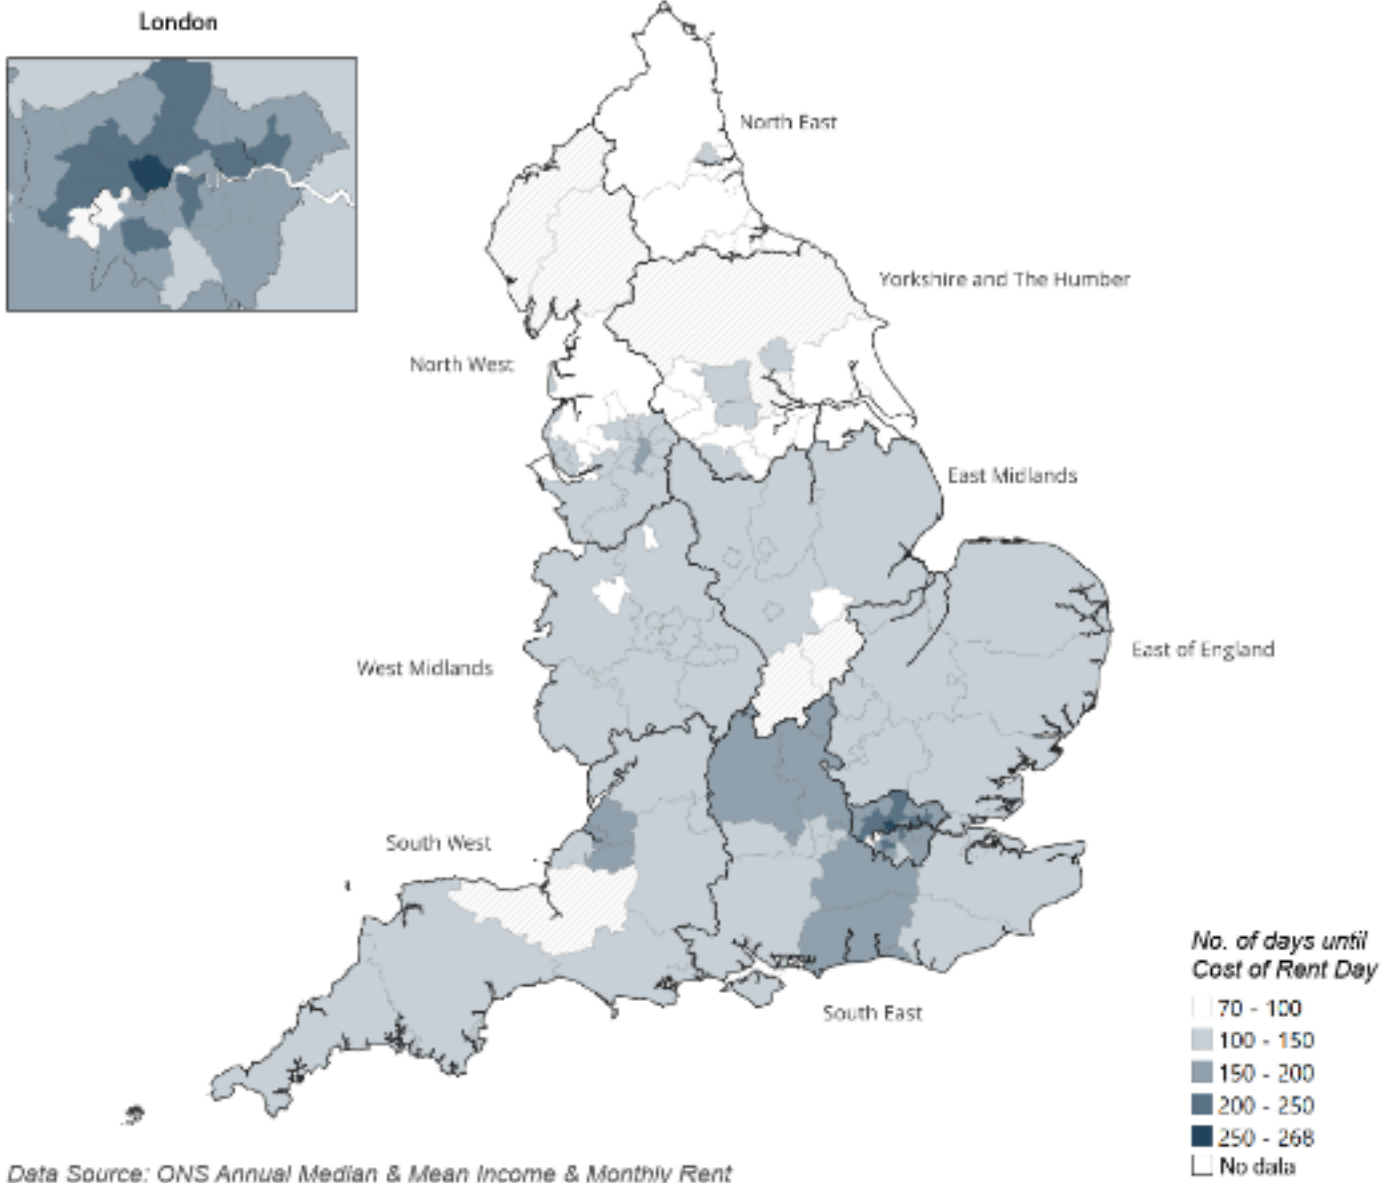 London
North East
Yorkshire and The Humber
North West
East Midlands
West Midlands
East of England
South West
South East
No. of days until
Cost of Rent Day
70 - 100
100 - 150
150 - 200
200 - 250
250 - 268
No data
Data Source: ONS Annual Median & Mean Income & Monthly Rent